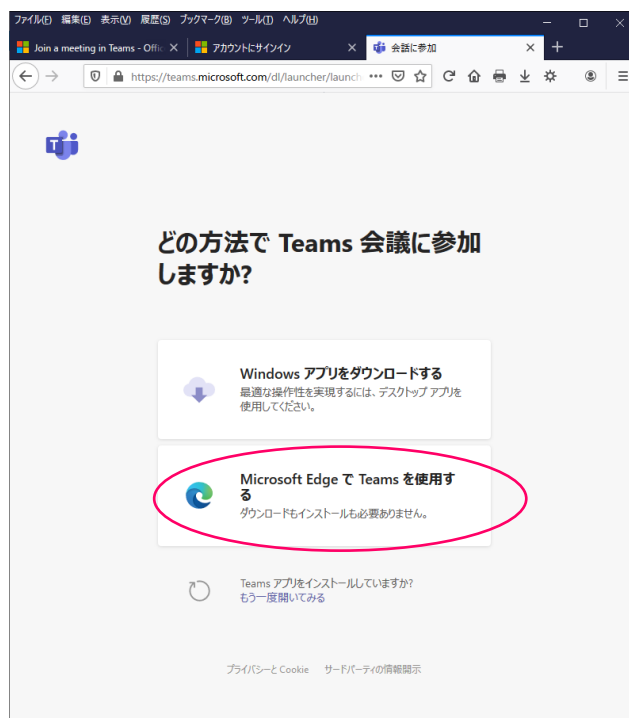 ファイル(F) 編集(E) 表示(V) 履歴(S) ブックマーク(B) ツール(T) ヘルプ(H)
Join a meeting in Teams - Offic
アカウントにサインイン
会話に参加
https://teams.microsoft.com/dl/launcher/launch
どの方法で Teams 会議に参加
しますか?
Windows アプリをダウンロードする
最適な操作性を実現するには、デスクトップ アプリを
使用してください。
Microsoft Edge で Teams を使用す
る
ダウンロードもインストールも必要ありません。
Teams アプリをインストールしていますか?
もう一度開いてみる
プライバシーと Cookie サードパーティの情報開示